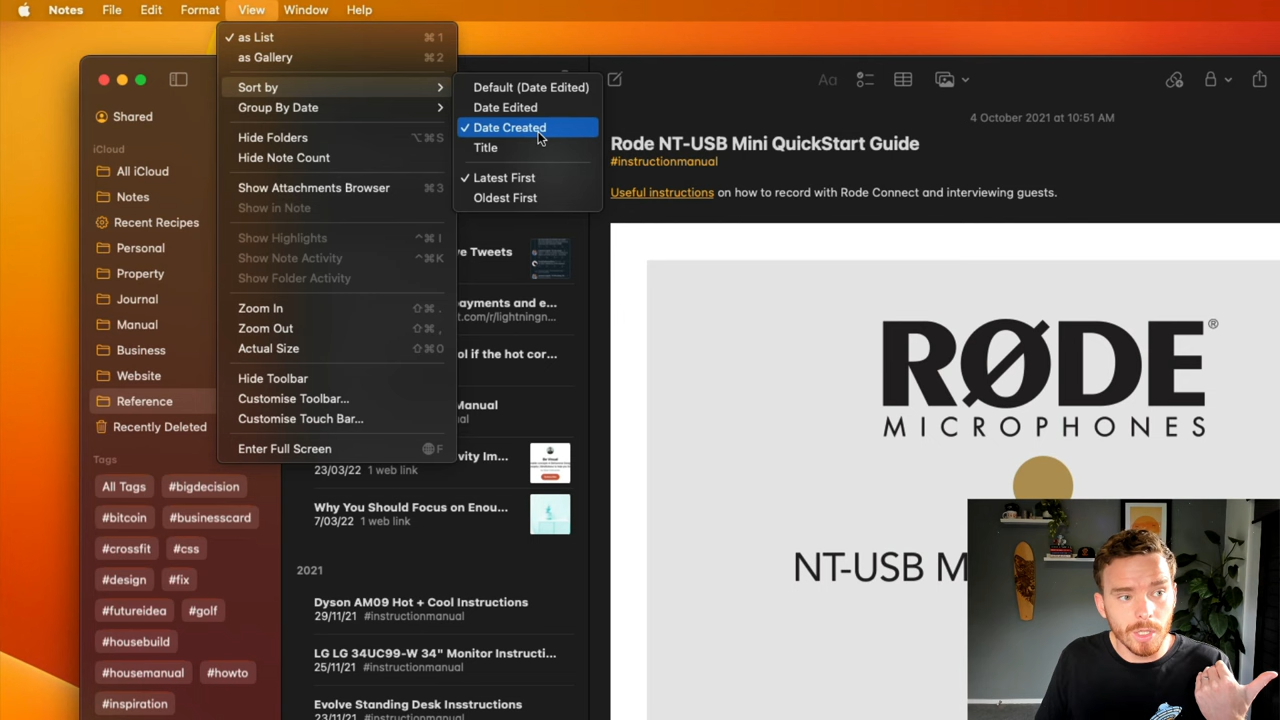 Notes File Edit Format View Window Help
✓ as List ⌘ 1
as Gallery ⌘ 2
Sort by
Group By Date
Hide Folders ⌥⌘S
Hide Note Count
Show Attachments Browser ⌘ 3
Show in Note
Show Highlights ^⌘ I
Show Note Activity ^⌘K
Show Folder Activity
Zoom In ⇧⌘ .
Zoom Out ⇧⌘ ,
Actual Size ⇧⌘ 0
Hide Toolbar
Customise Toolbar...
Customise Touch Bar...
Enter Full Screen F
Default (Date Edited)
Date Edited
✓ Date Created
Title
✓ Latest First
Oldest First
Shared
iCloud
All iCloud
Notes
Recent Recipes
Personal
Property
Journal
Manual
Business
Website
Reference
Recently Deleted
Tags
All Tags #bigdecision
#bitcoin #businesscard
#crossfit #css
#design #fix
#futureidea #golf
#housebuild
#housemanual #howto
#inspiration
ve Tweets
ayments and e...
t.com/r/lightningn...
ol if the hot cor...
Manual
al
vity Im...
23/03/22 1 web link
Why You Should Focus on Enou...
7/03/22 1 web link
2021
Dyson AM09 Hot + Cool Instructions
29/11/21 #instructionmanual
LG LG 34UC99-W 34" Monitor Instructi...
25/11/21 #instructionmanual
Evolve Standing Desk Insstructions
23/11/21 #instructionmanual
Aa
4 October 2021 at 10:51 AM
Rode NT-USB Mini QuickStart Guide
#instructionmanual
Useful instructions on how to record with Rode Connect and interviewing guests.
RØDE®
MICROPHONES
NT-USB M